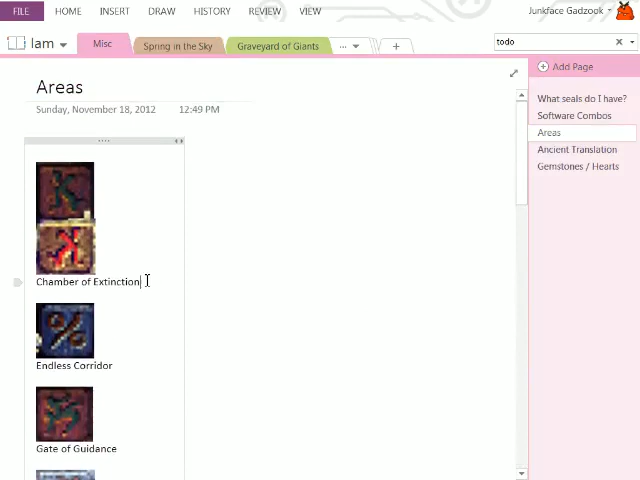 FILE HOME INSERT DRAW HISTORY REVIEW VIEW Junkface Gadzook
lam Misc Spring in the Sky Graveyard of Giants ... + todo
Add Page
Areas
Sunday, November 18, 2012 12:49 PM
What seals do I have?
Software Combos
Areas
Ancient Translation
Gemstones / Hearts
Chamber of Extinction
Endless Corridor
Gate of Guidance